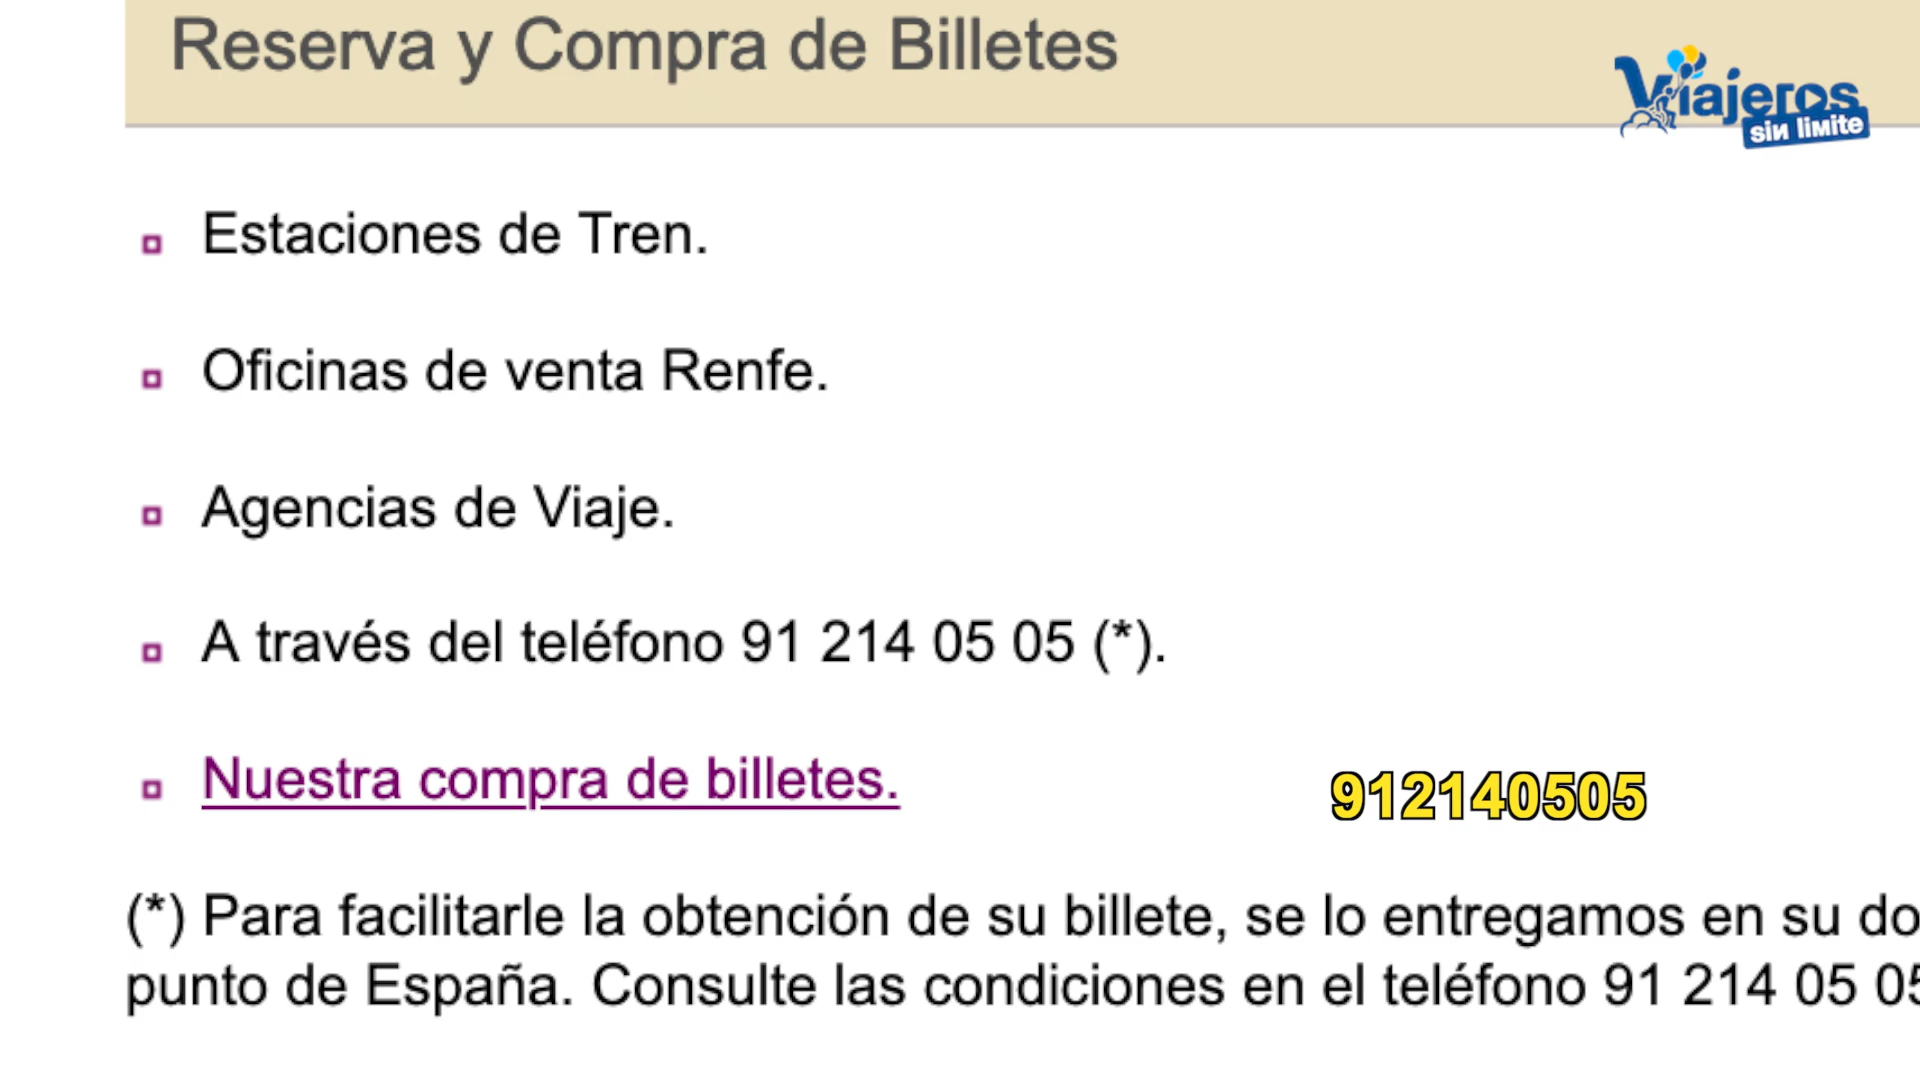 Reserva y Compra de Billetes
Viajeros
sin limite
Estaciones de Tren.
Oficinas de venta Renfe.
Agencias de Viaje.
A través del teléfono 91 214 05 05 (*).
Nuestra compra de billetes.
912140505
(*) Para facilitarle la obtención de su billete, se lo entregamos en su do
punto de España. Consulte las condiciones en el teléfono 91 214 05 05